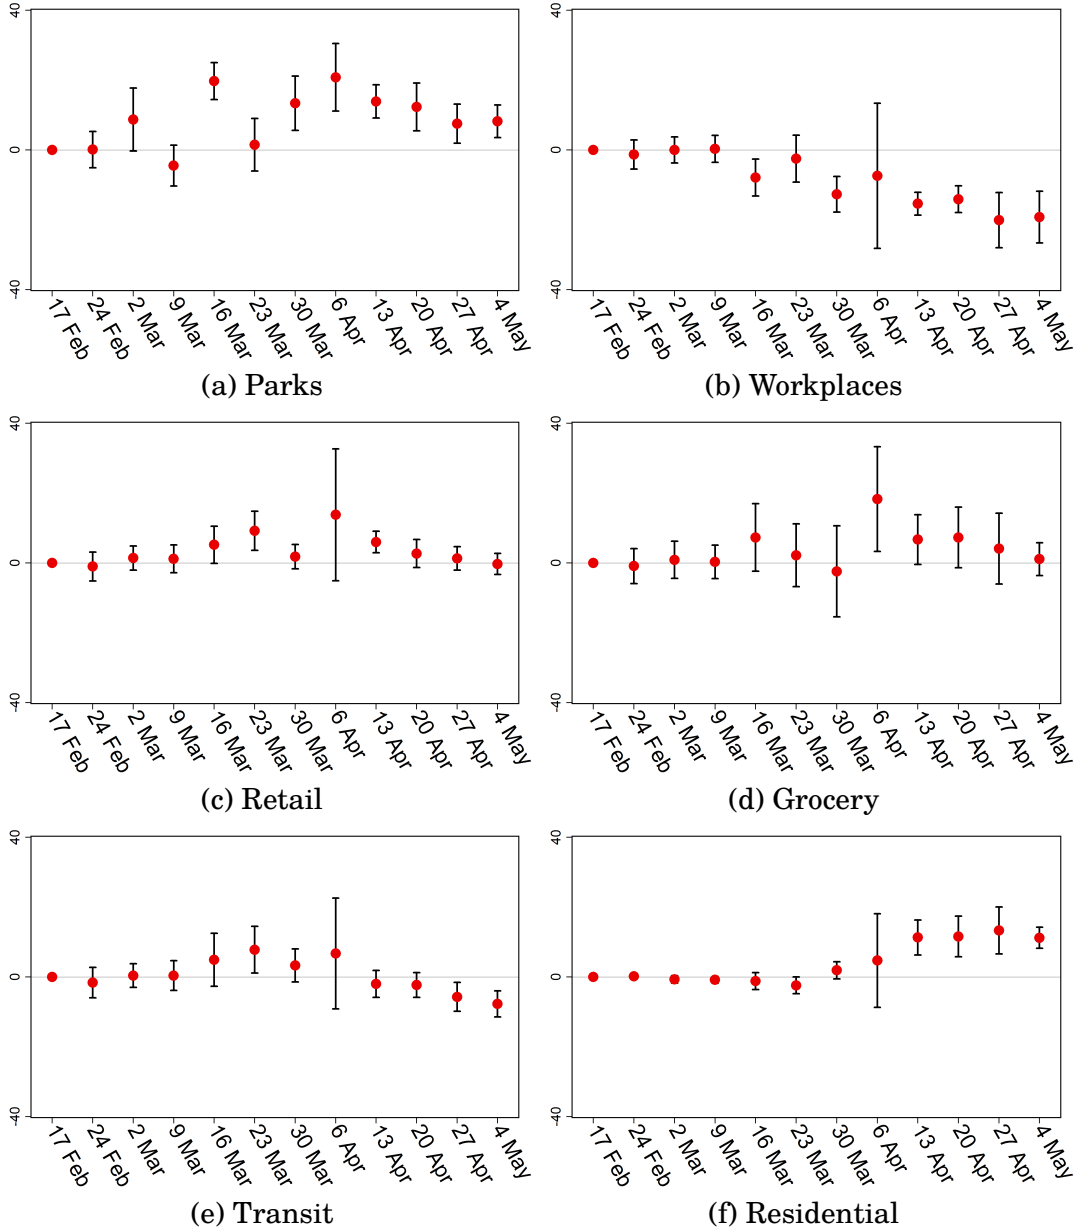 40
0
-40
17 Feb
24 Feb
2 Mar
9 Mar
16 Mar
23 Mar
30 Mar
6 Apr
13 Apr
20 Apr
27 Apr
4 May
(a) Parks
40
0
-40
17 Feb
24 Feb
2 Mar
9 Mar
16 Mar
23 Mar
30 Mar
6 Apr
13 Apr
20 Apr
27 Apr
4 May
(b) Workplaces
40
0
-40
17 Feb
24 Feb
2 Mar
9 Mar
16 Mar
23 Mar
30 Mar
6 Apr
13 Apr
20 Apr
27 Apr
4 May
(c) Retail
40
0
-40
17 Feb
24 Feb
2 Mar
9 Mar
16 Mar
23 Mar
30 Mar
6 Apr
13 Apr
20 Apr
27 Apr
4 May
(d) Grocery
40
0
-40
17 Feb
24 Feb
2 Mar
9 Mar
16 Mar
23 Mar
30 Mar
6 Apr
13 Apr
20 Apr
27 Apr
4 May
(e) Transit
40
0
-40
17 Feb
24 Feb
2 Mar
9 Mar
16 Mar
23 Mar
30 Mar
6 Apr
13 Apr
20 Apr
27 Apr
4 May
(f) Residential